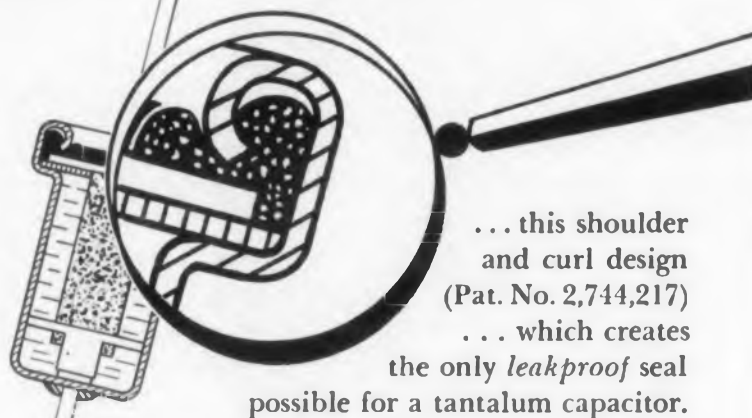 ... this shoulder
and curl design
(Pat. No. 2,744,217)
... which creates
the only leakproof seal
possible for a tantalum capacitor.